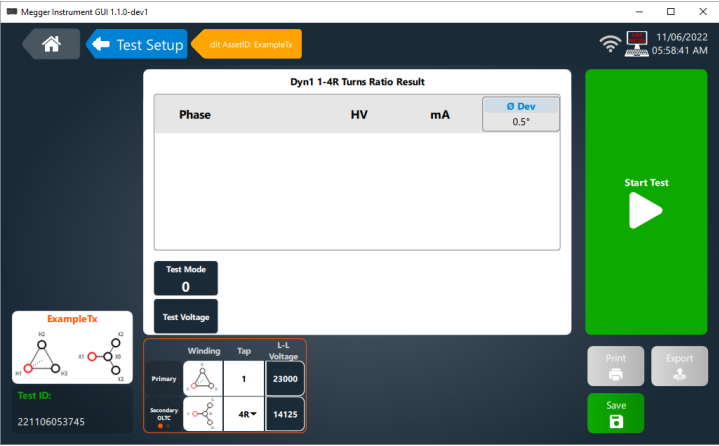 Megger Instrument GUI 1.1.0-dev1
Test Setup
dit AssetID: ExampleTx
11/06/2022
05:58:41 AM
Dyn1 1-4R Turns Ratio Result
Phase HV mA Ø Dev
0.5°
Start Test
Test Mode
0
Test Voltage
ExampleTx
H2 X2
X1 X0
H1 H3 X3
Test ID:
221106053745
Winding Tap L-L Voltage
Primary 1 23000
Secondary OLTC 4R 14125
Print Export
Save